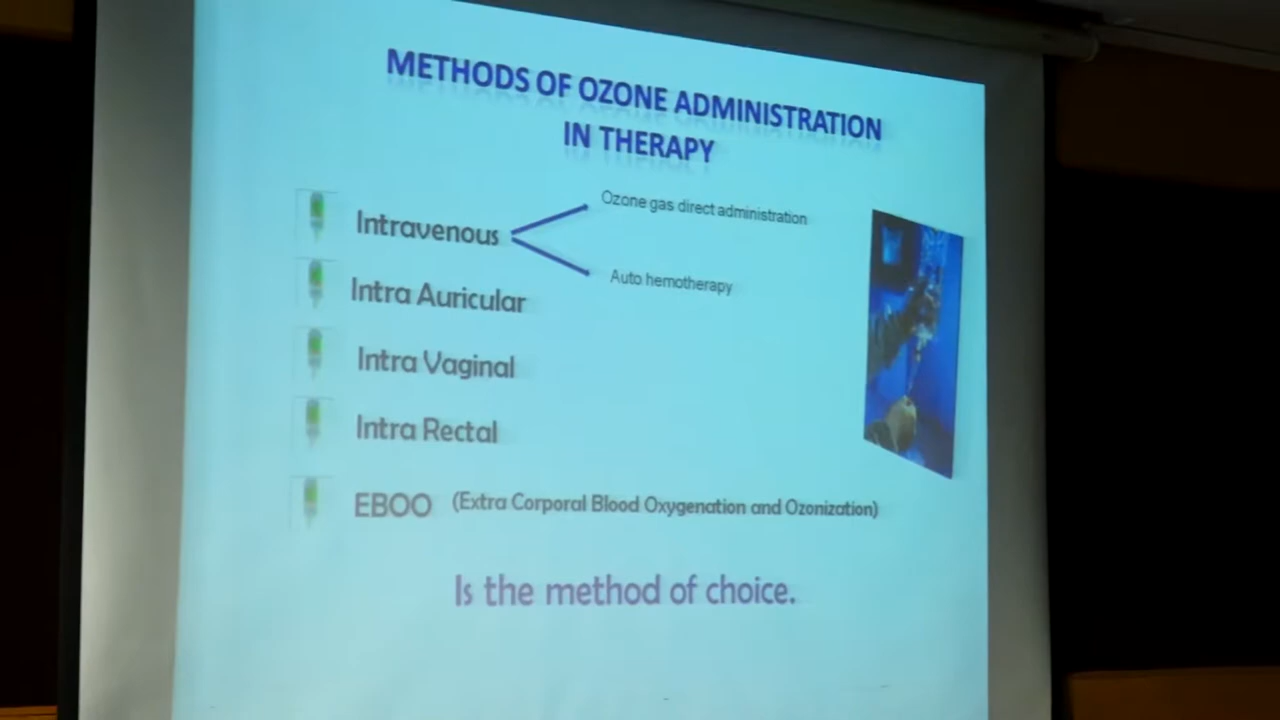 METHODS OF OZONE ADMINISTRATION
IN THERAPY
Intravenous
Ozone gas direct administration
Auto hemotherapy
Intra Auricular
Intra Vaginal
Intra Rectal
EBOO (Extra Corporal Blood Oxygenation and Ozonization)
Is the method of choice.